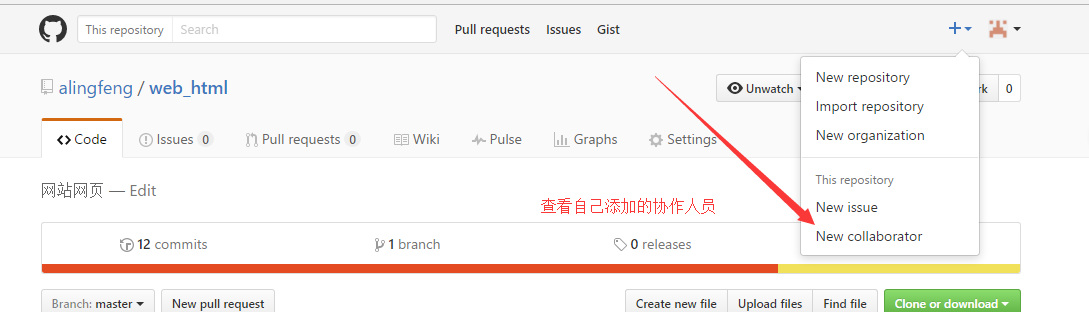 This repository Search Pull requests Issues Gist
alingfeng / web_html Unwatch rk 0
New repository
Import repository
New organization
This repository
New issue
New collaborator
Code Issues 0 Pull requests 0 Wiki Pulse Graphs Settings
网站网页 — Edit
查看自己添加的协作人员
12 commits 1 branch 0 releases
Branch: master New pull request Create new file Upload files Find file Clone or download